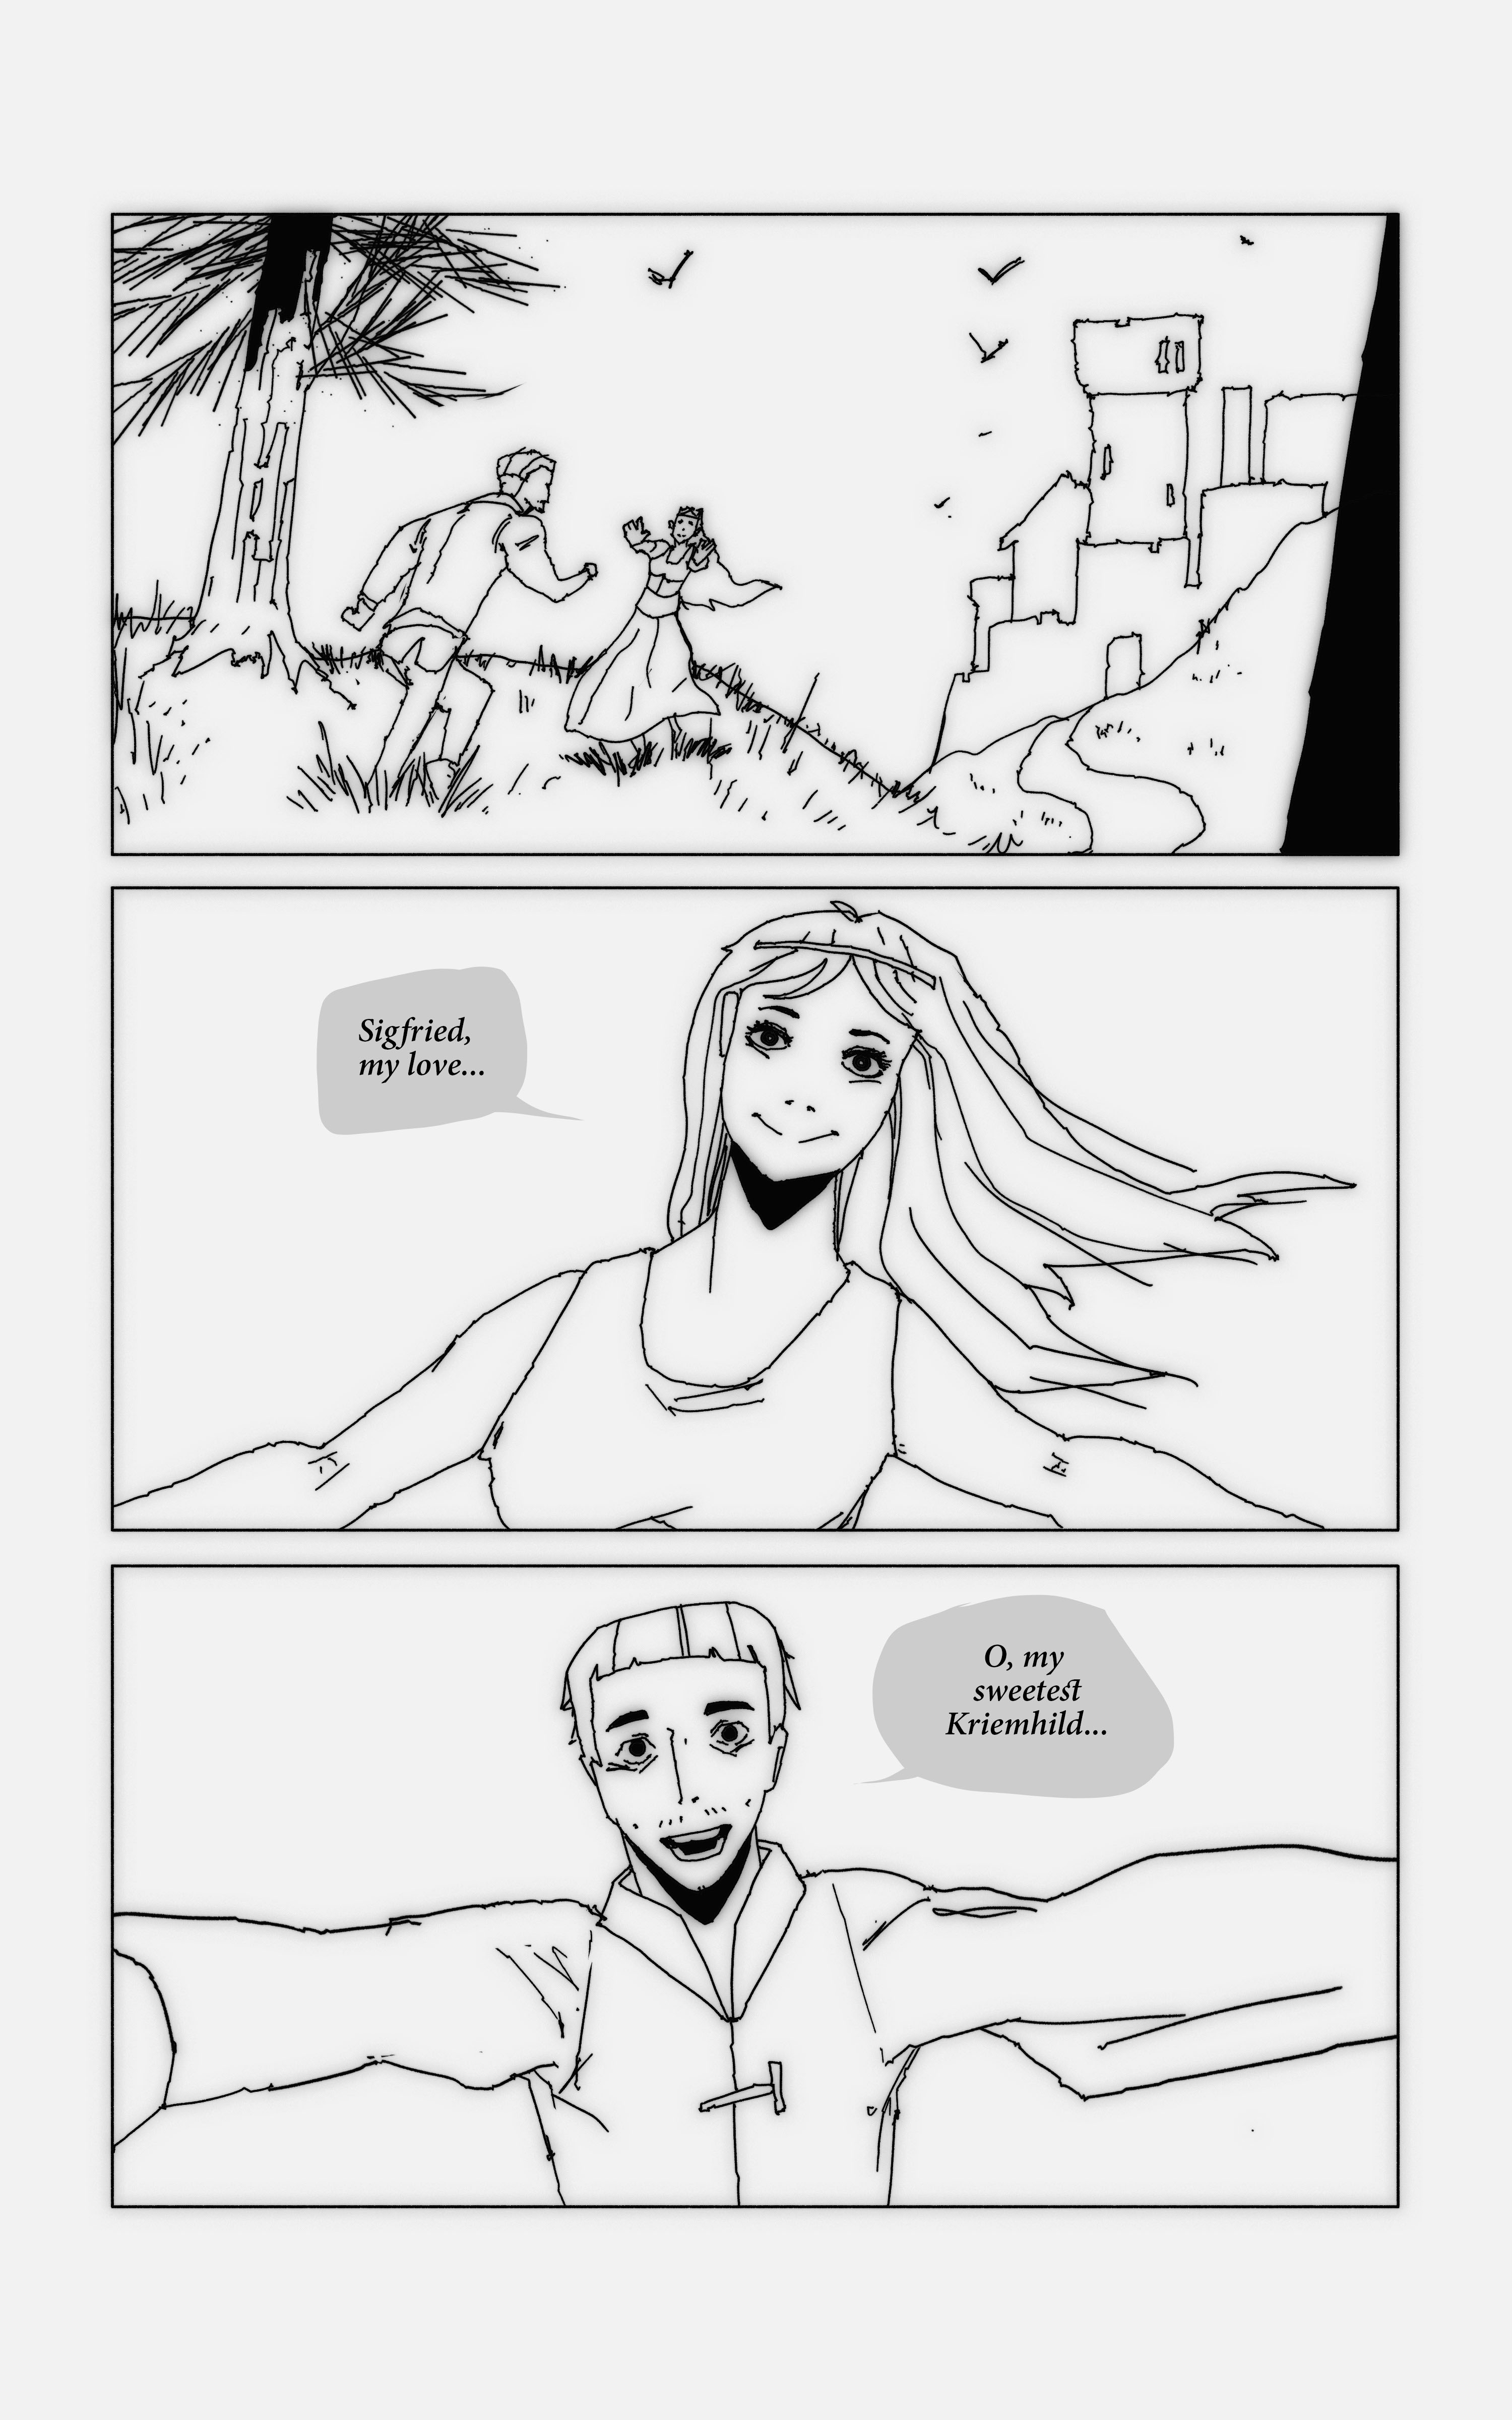 Sigfried,
my love...
O, my
sweetest
Kriemhild...